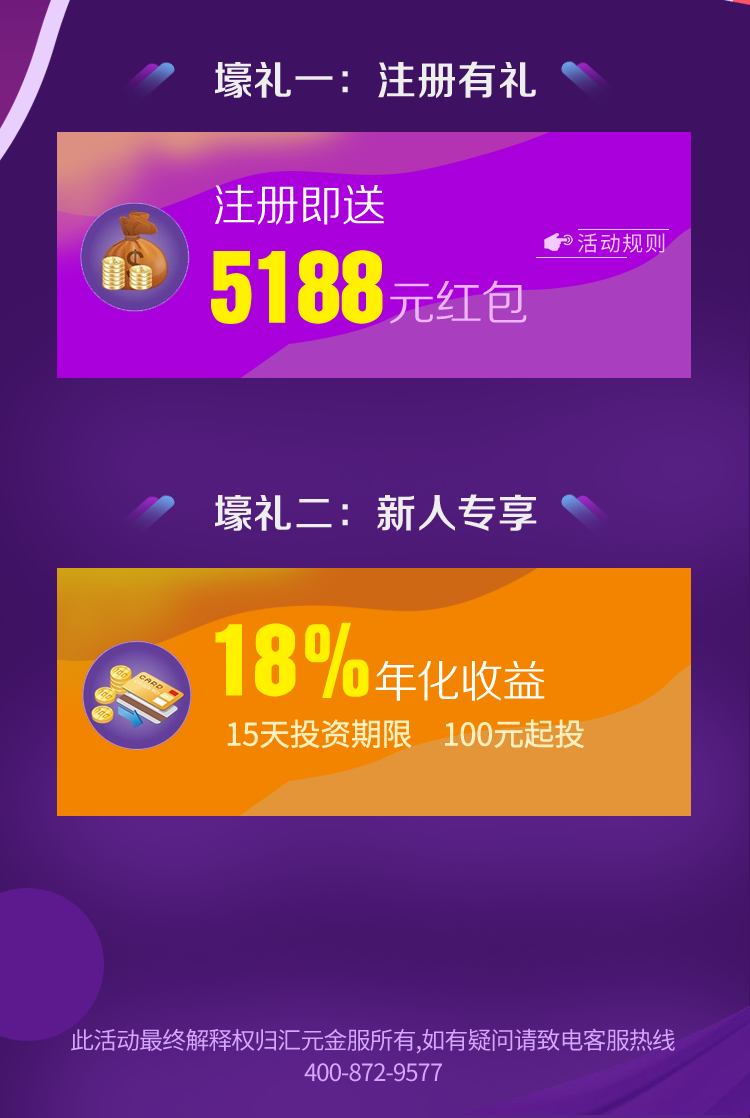 壕礼一：注册有礼
注册即送
5188元红包
活动规则
壕礼二：新人专享
18%年化收益
15天投资期限 100元起投
此活动最终解释权归汇元金服所有,如有疑问请致电客服热线
400-872-9577